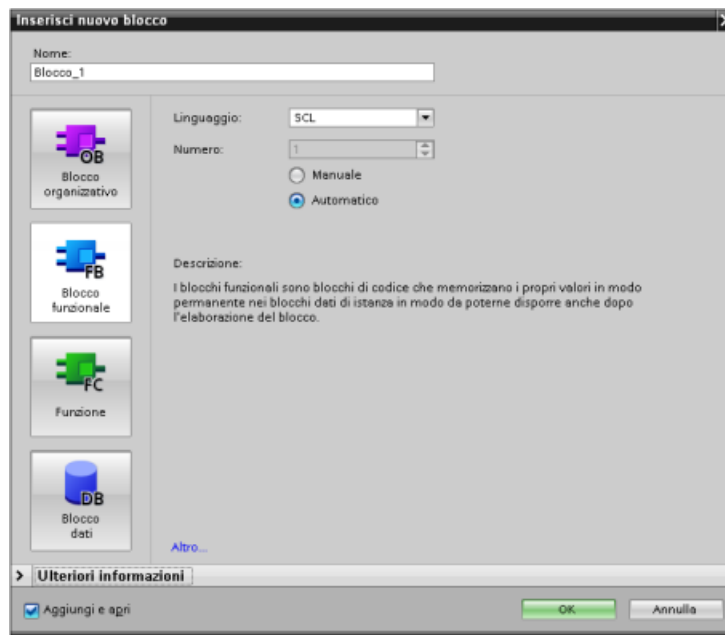 Inserisci nuovo blocco
Nome:
Blocco_1
OB
Blocco
organizzativo
FB
Blocco
funzionale
FC
Funzione
DB
Blocco
dati
Linguaggio:
SCL
Numero:
1
Manuale
Automatico
Descrizione:
I blocchi funzionali sono blocchi di codice che memorizzano i propri valori in modo
permanente nei blocchi dati di istanza in modo da poterne disporre anche dopo
l'elaborazione del blocco.
Altro...
> Ulteriori informazioni
Aggiungi e apri
OK
Annulla